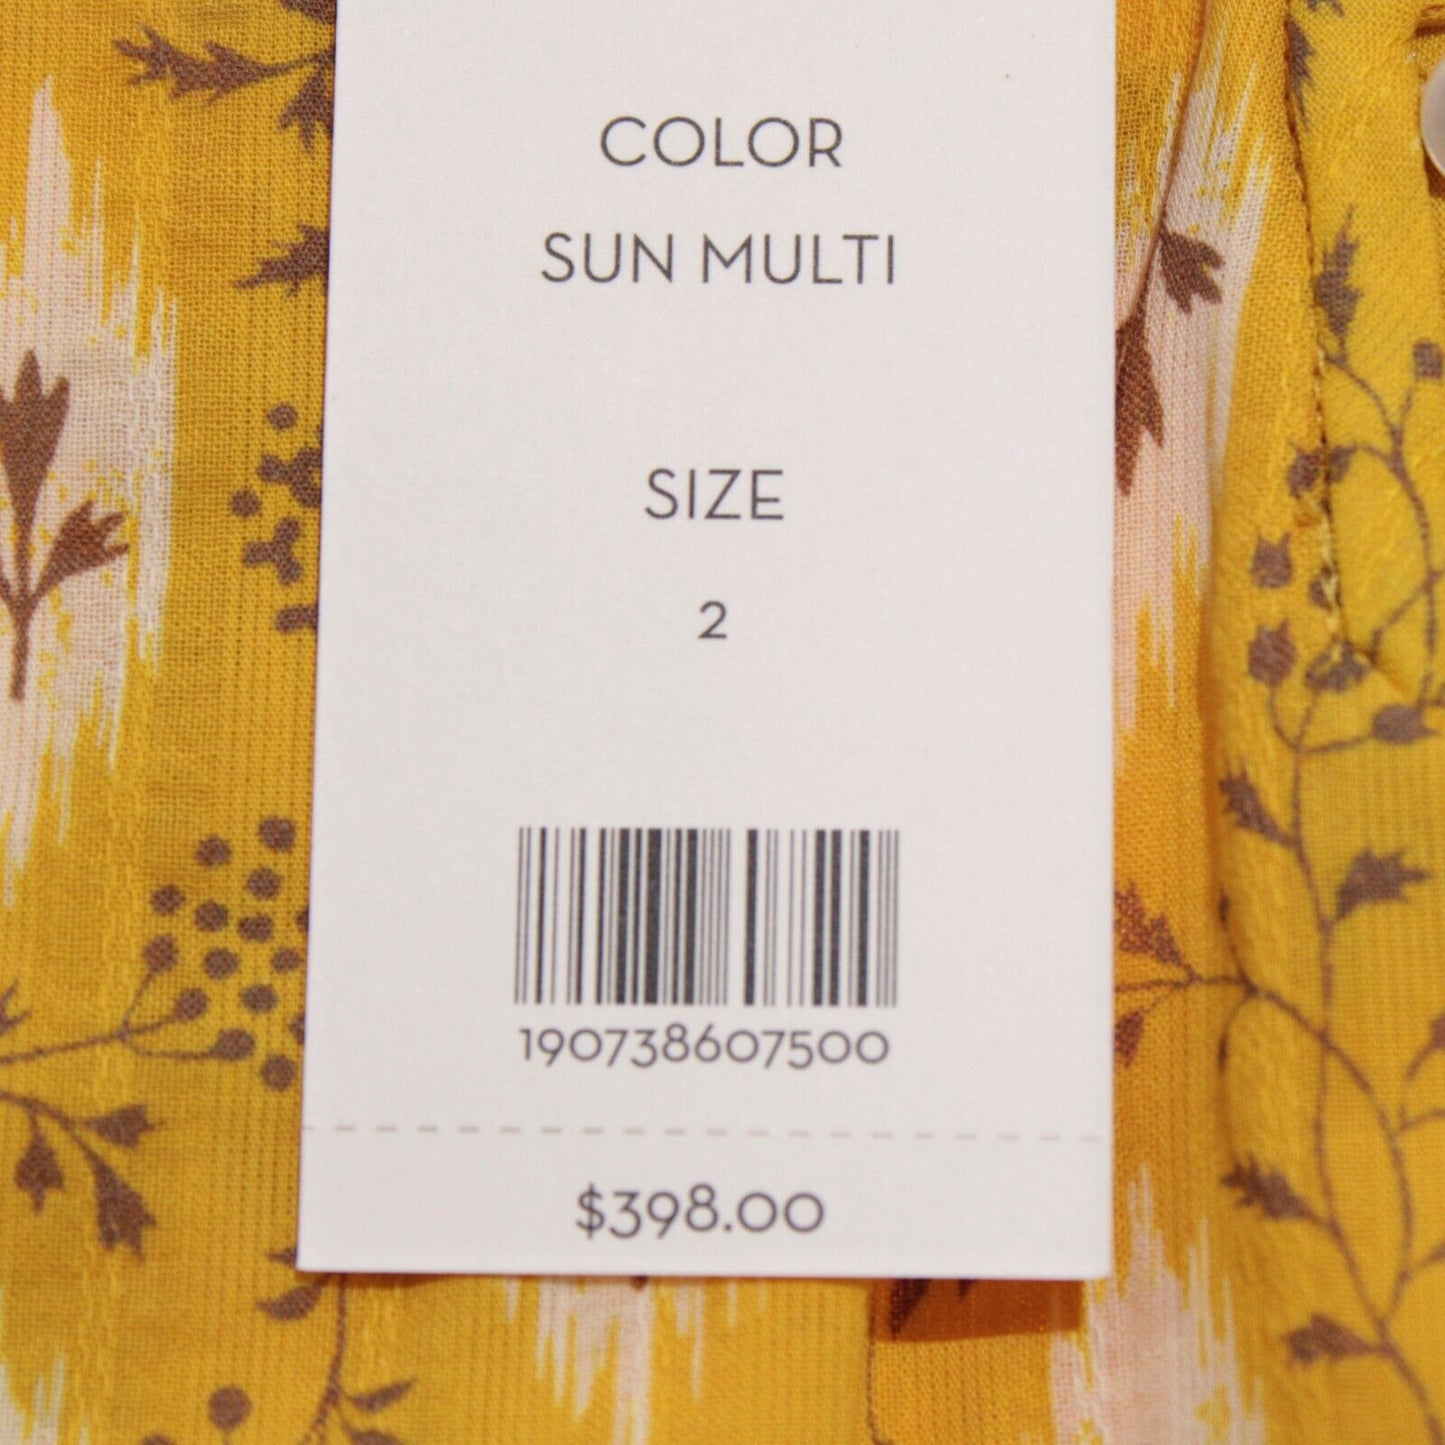 COLOR
SUN MULTI
SIZE
2
190738607500
$398.00